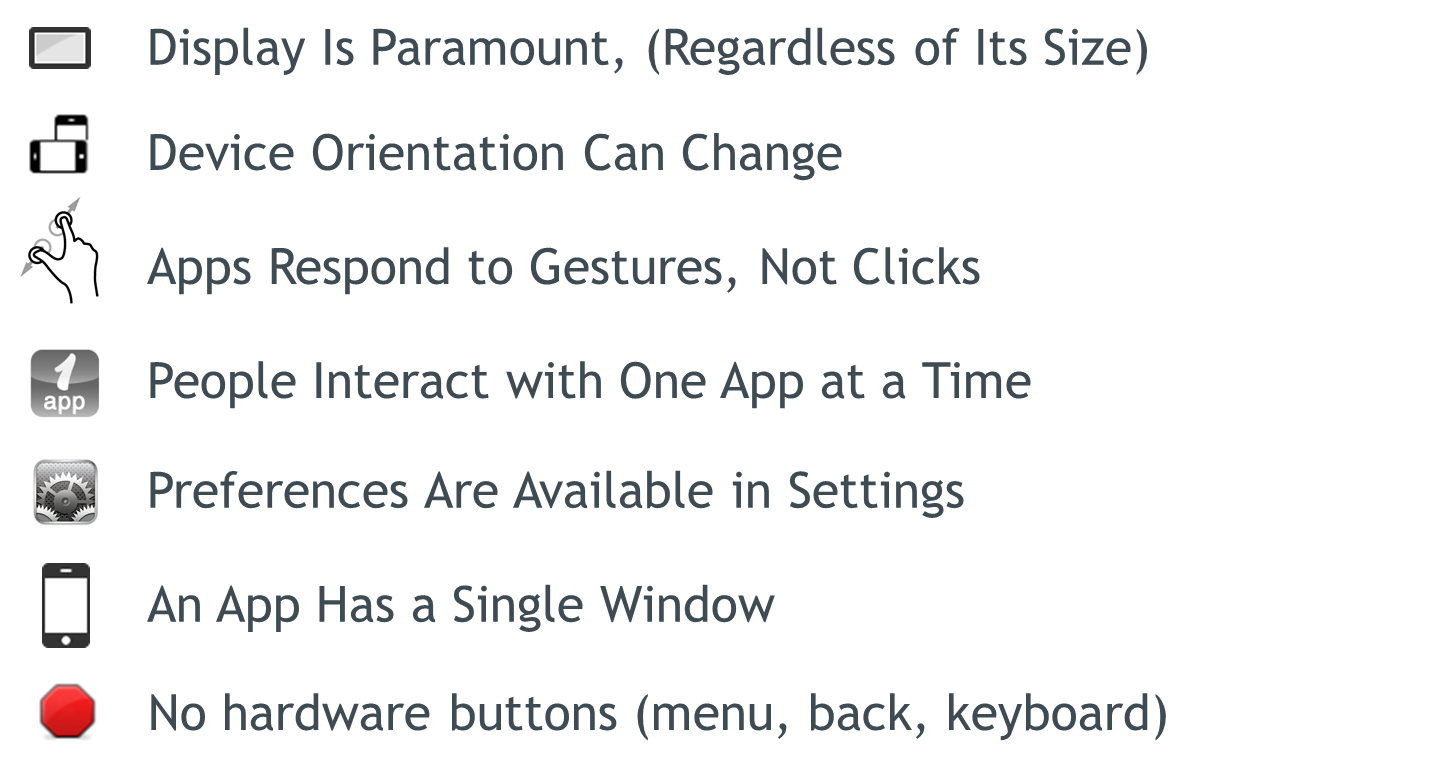 Display Is Paramount, (Regardless of Its Size)
Device Orientation Can Change
Apps Respond to Gestures, Not Clicks
1
app
People Interact with One App at a Time
Preferences Are Available in Settings
An App Has a Single Window
No hardware buttons (menu, back, keyboard)